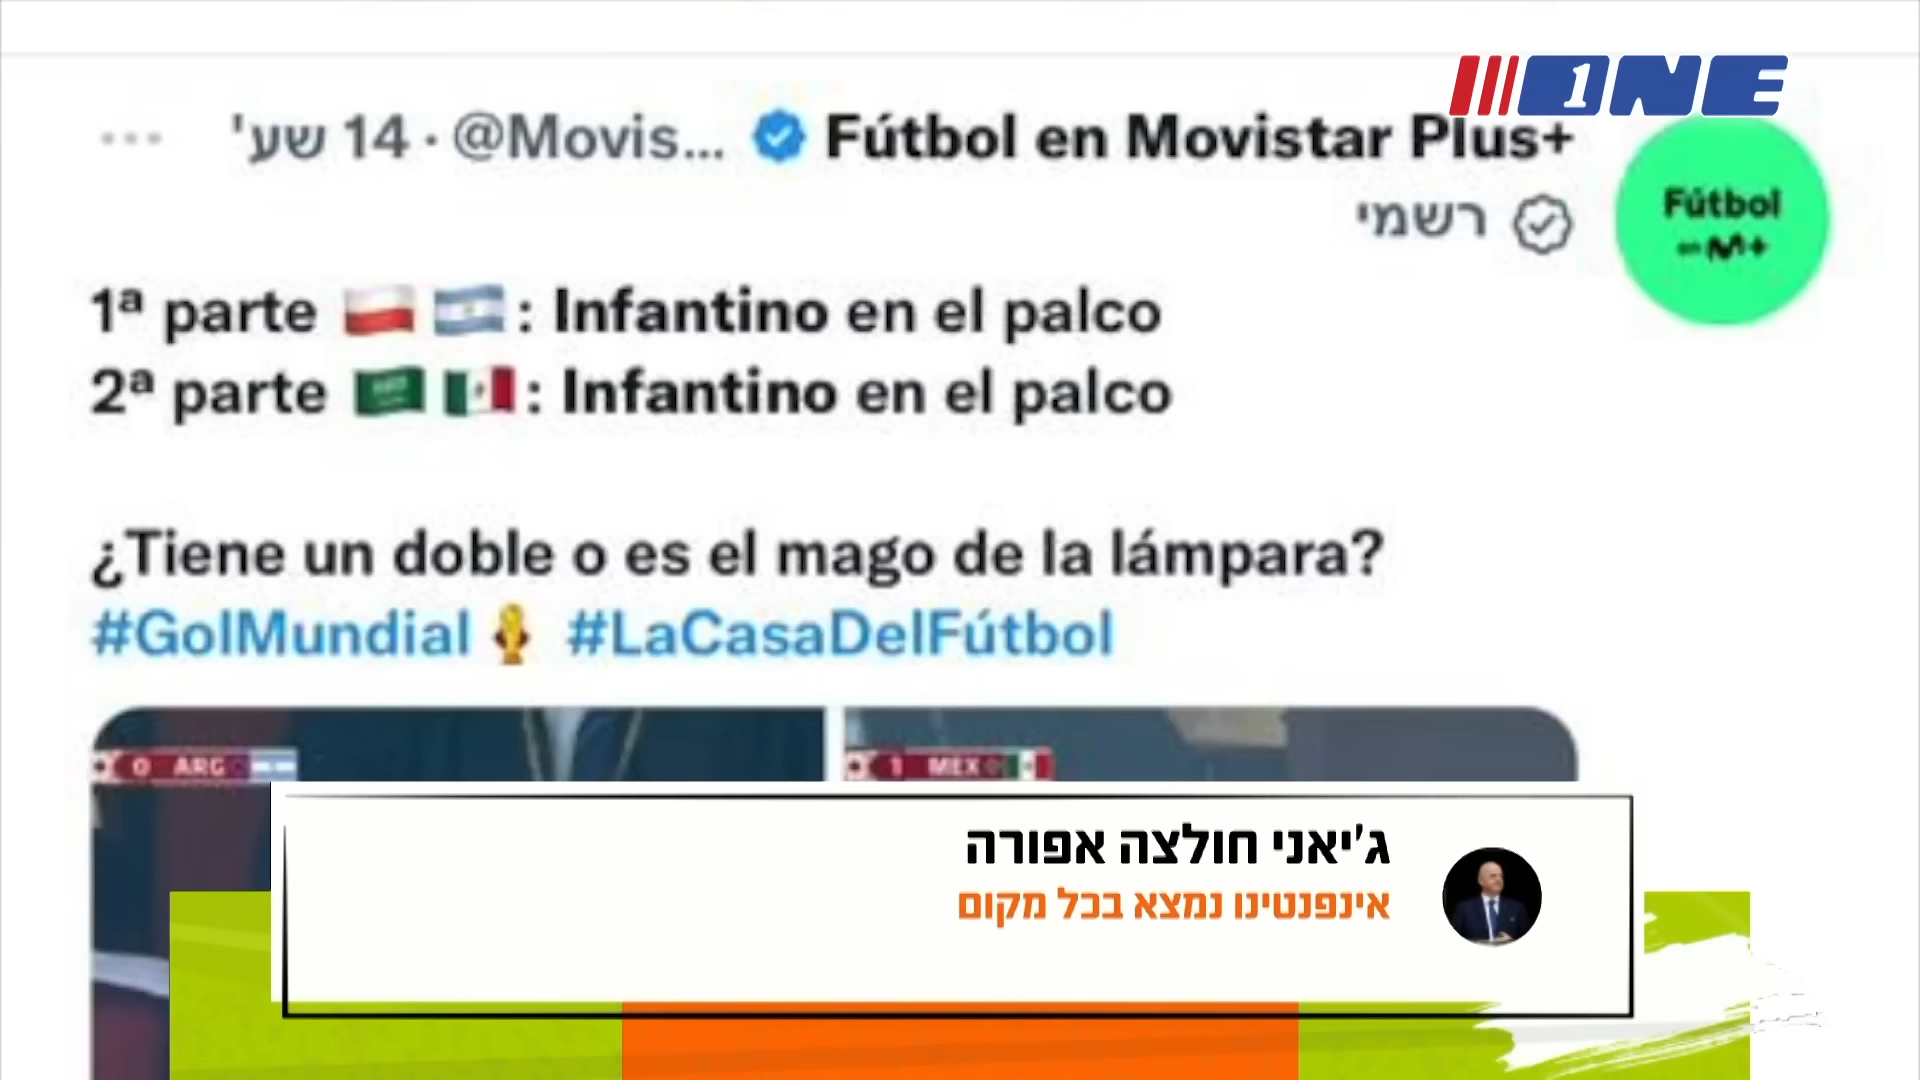 ONE
Fútbol en Movistar Plus+ @Movis... · 14 שע'
רשמי
Fútbol
en M+
1ª parte : Infantino en el palco
2ª parte : Infantino en el palco
¿Tiene un doble o es el mago de la lámpara?
#GolMundial #LaCasaDelFútbol
0 ARG
1 MEX
ג'יאני חולצה אפורה
אינפנטינו נמצא בכל מקום